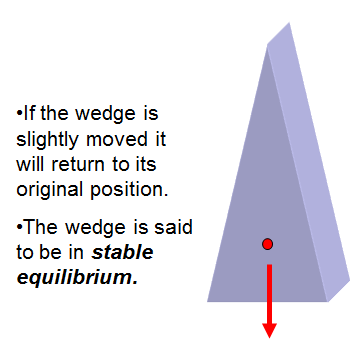 •If the wedge is
slightly moved it
will return to its
original position.
•The wedge is said
to be in stable
equilibrium.